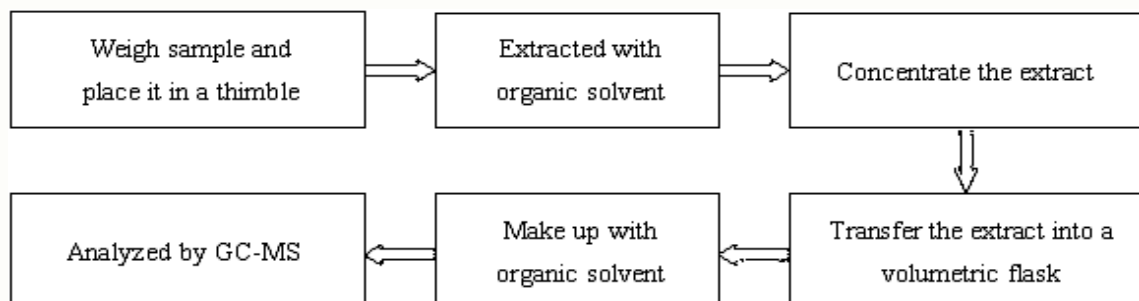 Weigh sample and
place it in a thimble
Extracted with
organic solvent
Concentrate the extract
Transfer the extract into a
volumetric flask
Make up with
organic solvent
Analyzed by GC-MS